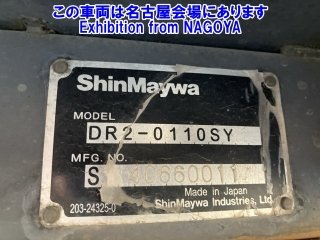 この車両は名古屋会場にあります
Exhibition from NAGOYA
ShinMaywa
MODEL
DR2-0110SY
MFG. NO.
Made in Japan
203-24325-0
ShinMaywa Industries, Ltd.